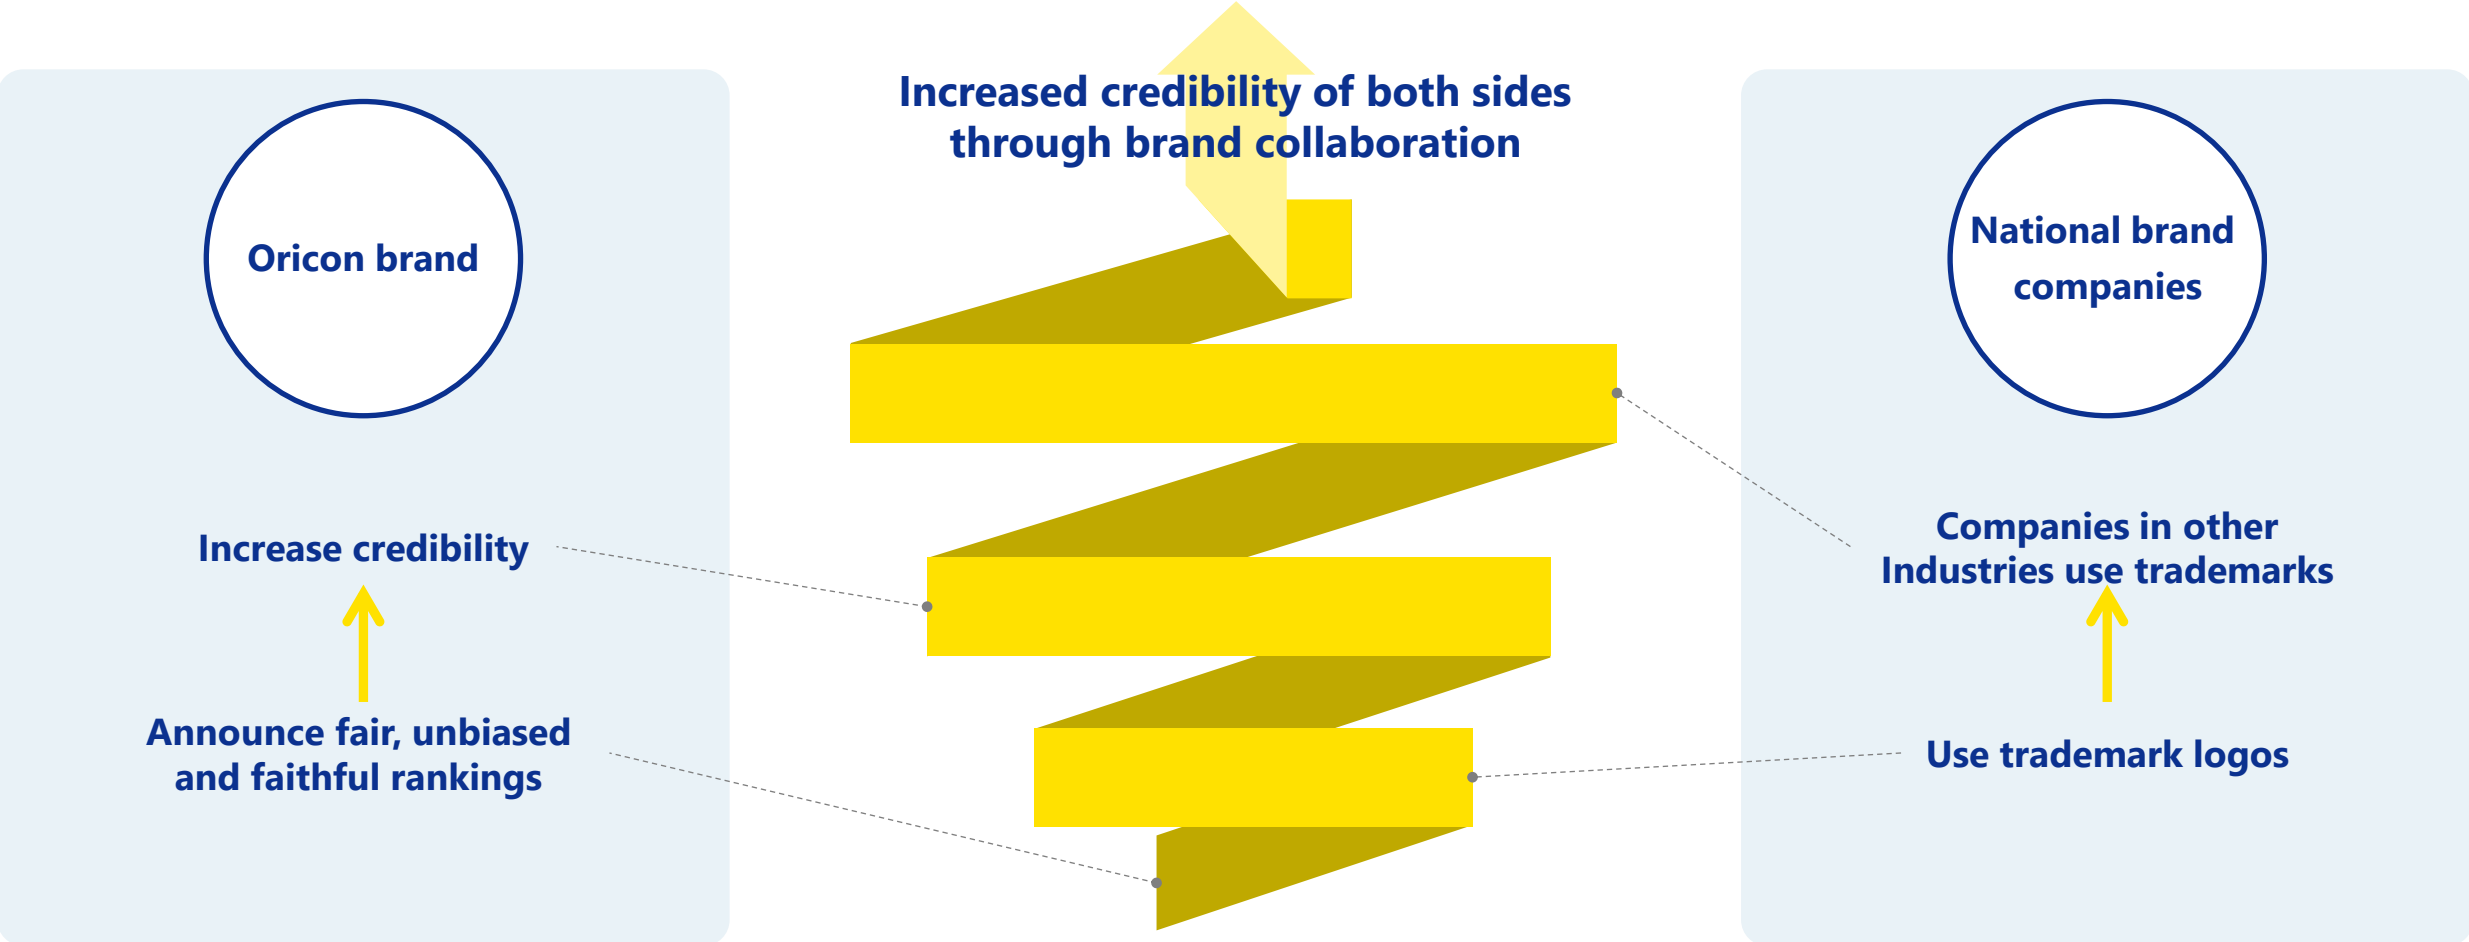 Increased credibility of both sides
through brand collaboration
Oricon brand
Increase credibility
Announce fair, unbiased
and faithful rankings
National brand
companies
Companies in other
Industries use trademarks
Use trademark logos